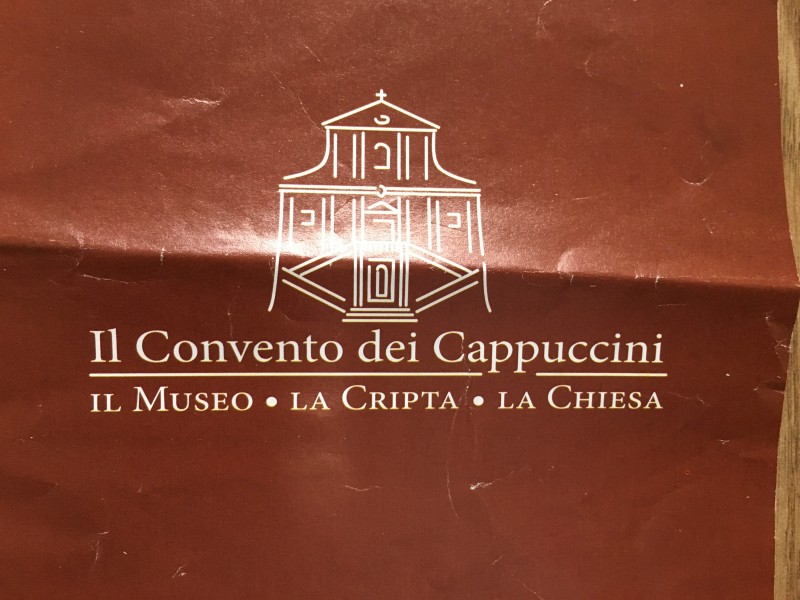 Il Convento dei Cappuccini
IL MUSEO • LA CRIPTA • LA CHIESA